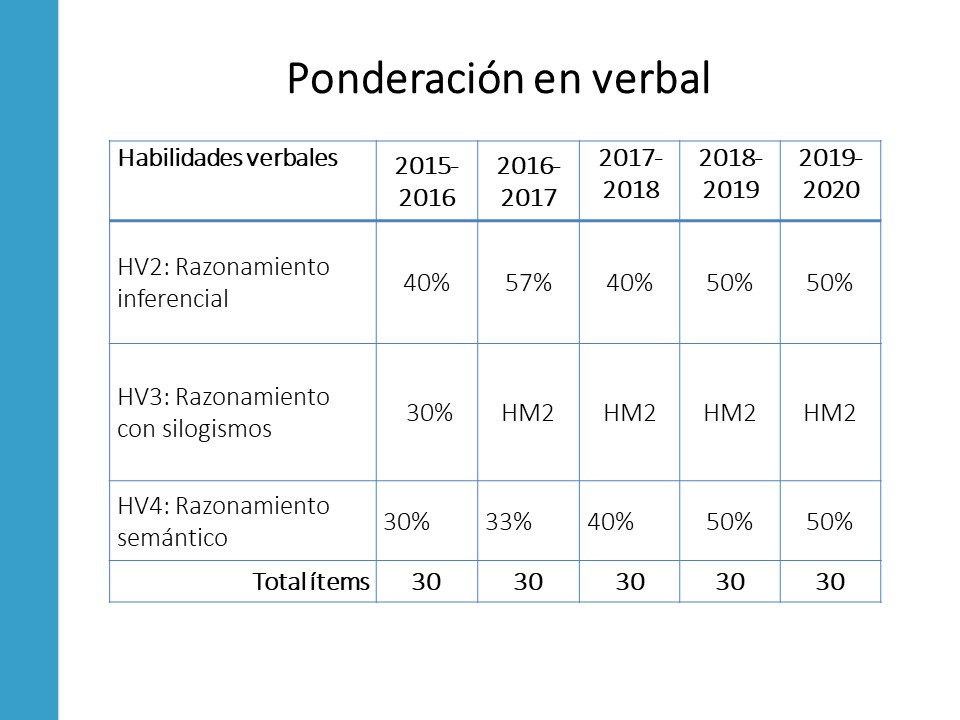 Ponderación en verbal
Habilidades verbales
2015-
2016
2016-
2017
2017-
2018
2018-
2019
2019-
2020
HV2: Razonamiento
inferencial
40%
57%
40%
50%
50%
HV3: Razonamiento
con silogismos
30%
HM2
HM2
HM2
HM2
HV4: Razonamiento
semántico
30%
33%
40%
50%
50%
Total ítems
30
30
30
30
30